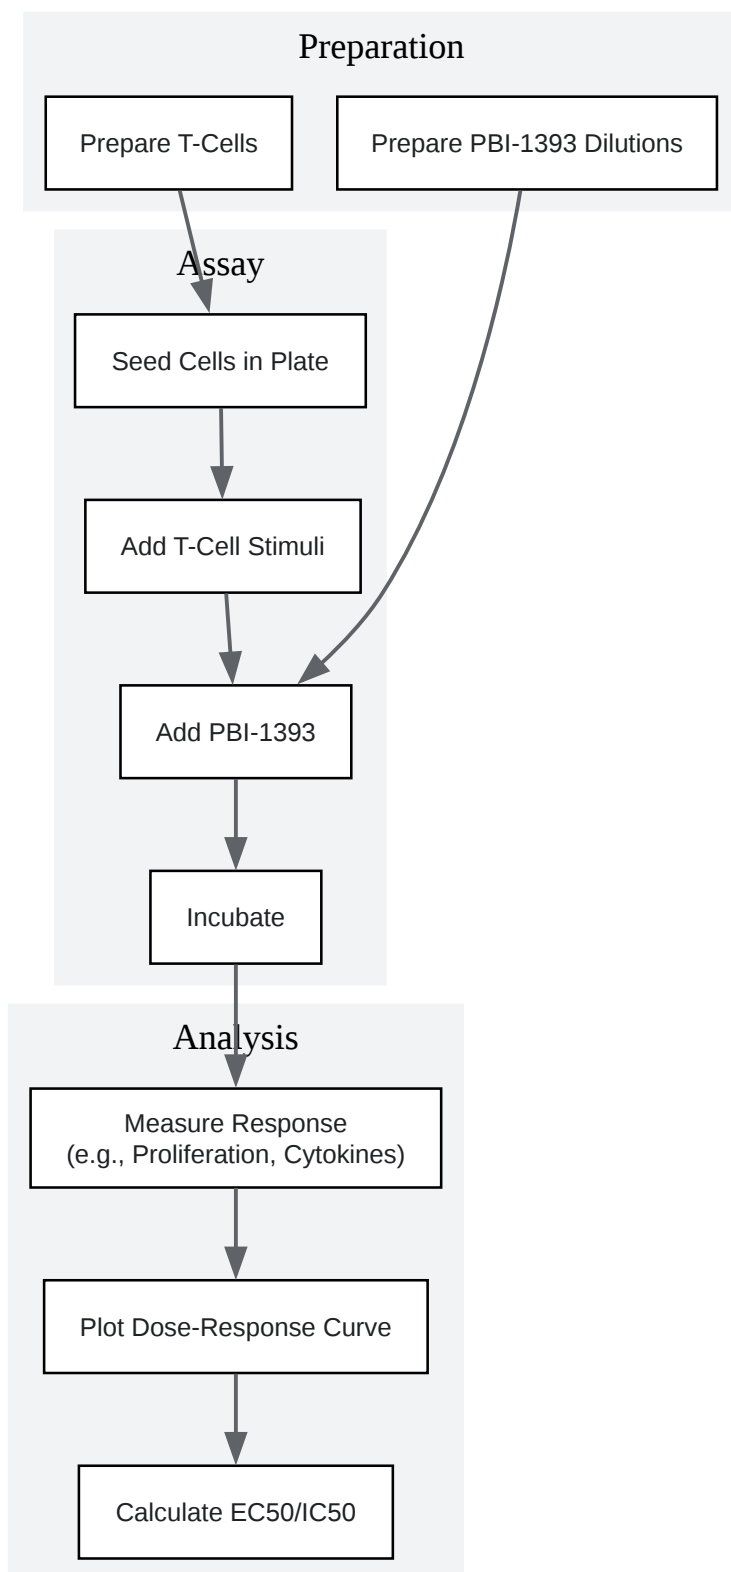 Preparation
Prepare T-Cells
Prepare PBI-1393 Dilutions
Assay
Seed Cells in Plate
Add T-Cell Stimuli
Add PBI-1393
Incubate
Analysis
Measure Response
(e.g., Proliferation, Cytokines)
Plot Dose-Response Curve
Calculate EC50/IC50